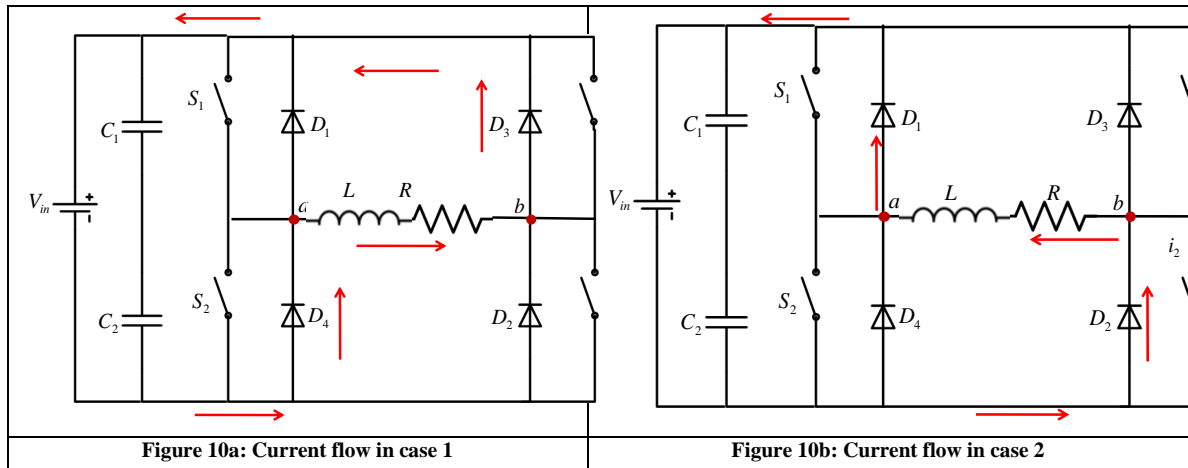 S1
C1
D1
D3
Vin
+
-
a
L
R
b
S2
C2
D4
D2
S1
C1
D1
D3
Vin
+
-
a
L
R
b
i2
S2
C2
D4
D2
Figure 10a: Current flow in case 1
Figure 10b: Current flow in case 2